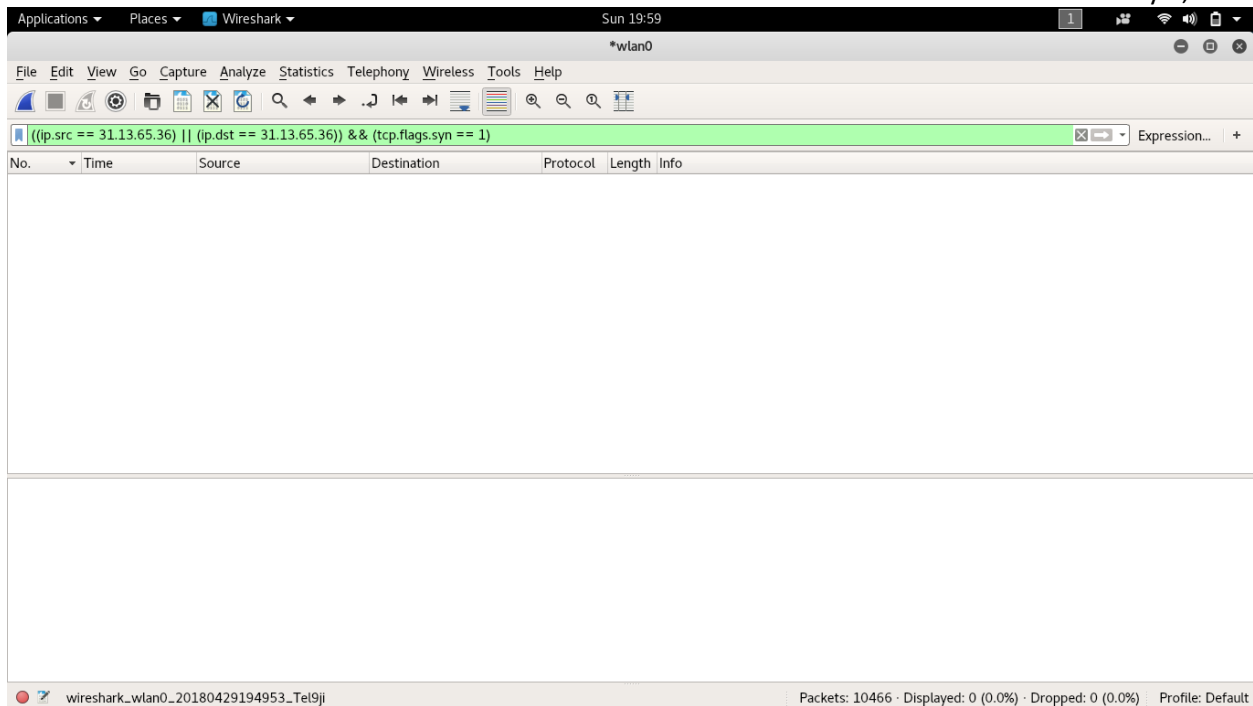 Applications Places Wireshark Sun 19:59 1
*wlan0
File Edit View Go Capture Analyze Statistics Telephony Wireless Tools Help
((ip.src == 31.13.65.36) || (ip.dst == 31.13.65.36)) && (tcp.flags.syn == 1) Expression... +
No. Time Source Destination Protocol Length Info
wireshark_wlan0_20180429194953_Tel9ji Packets: 10466 · Displayed: 0 (0.0%) · Dropped: 0 (0.0%) Profile: Default